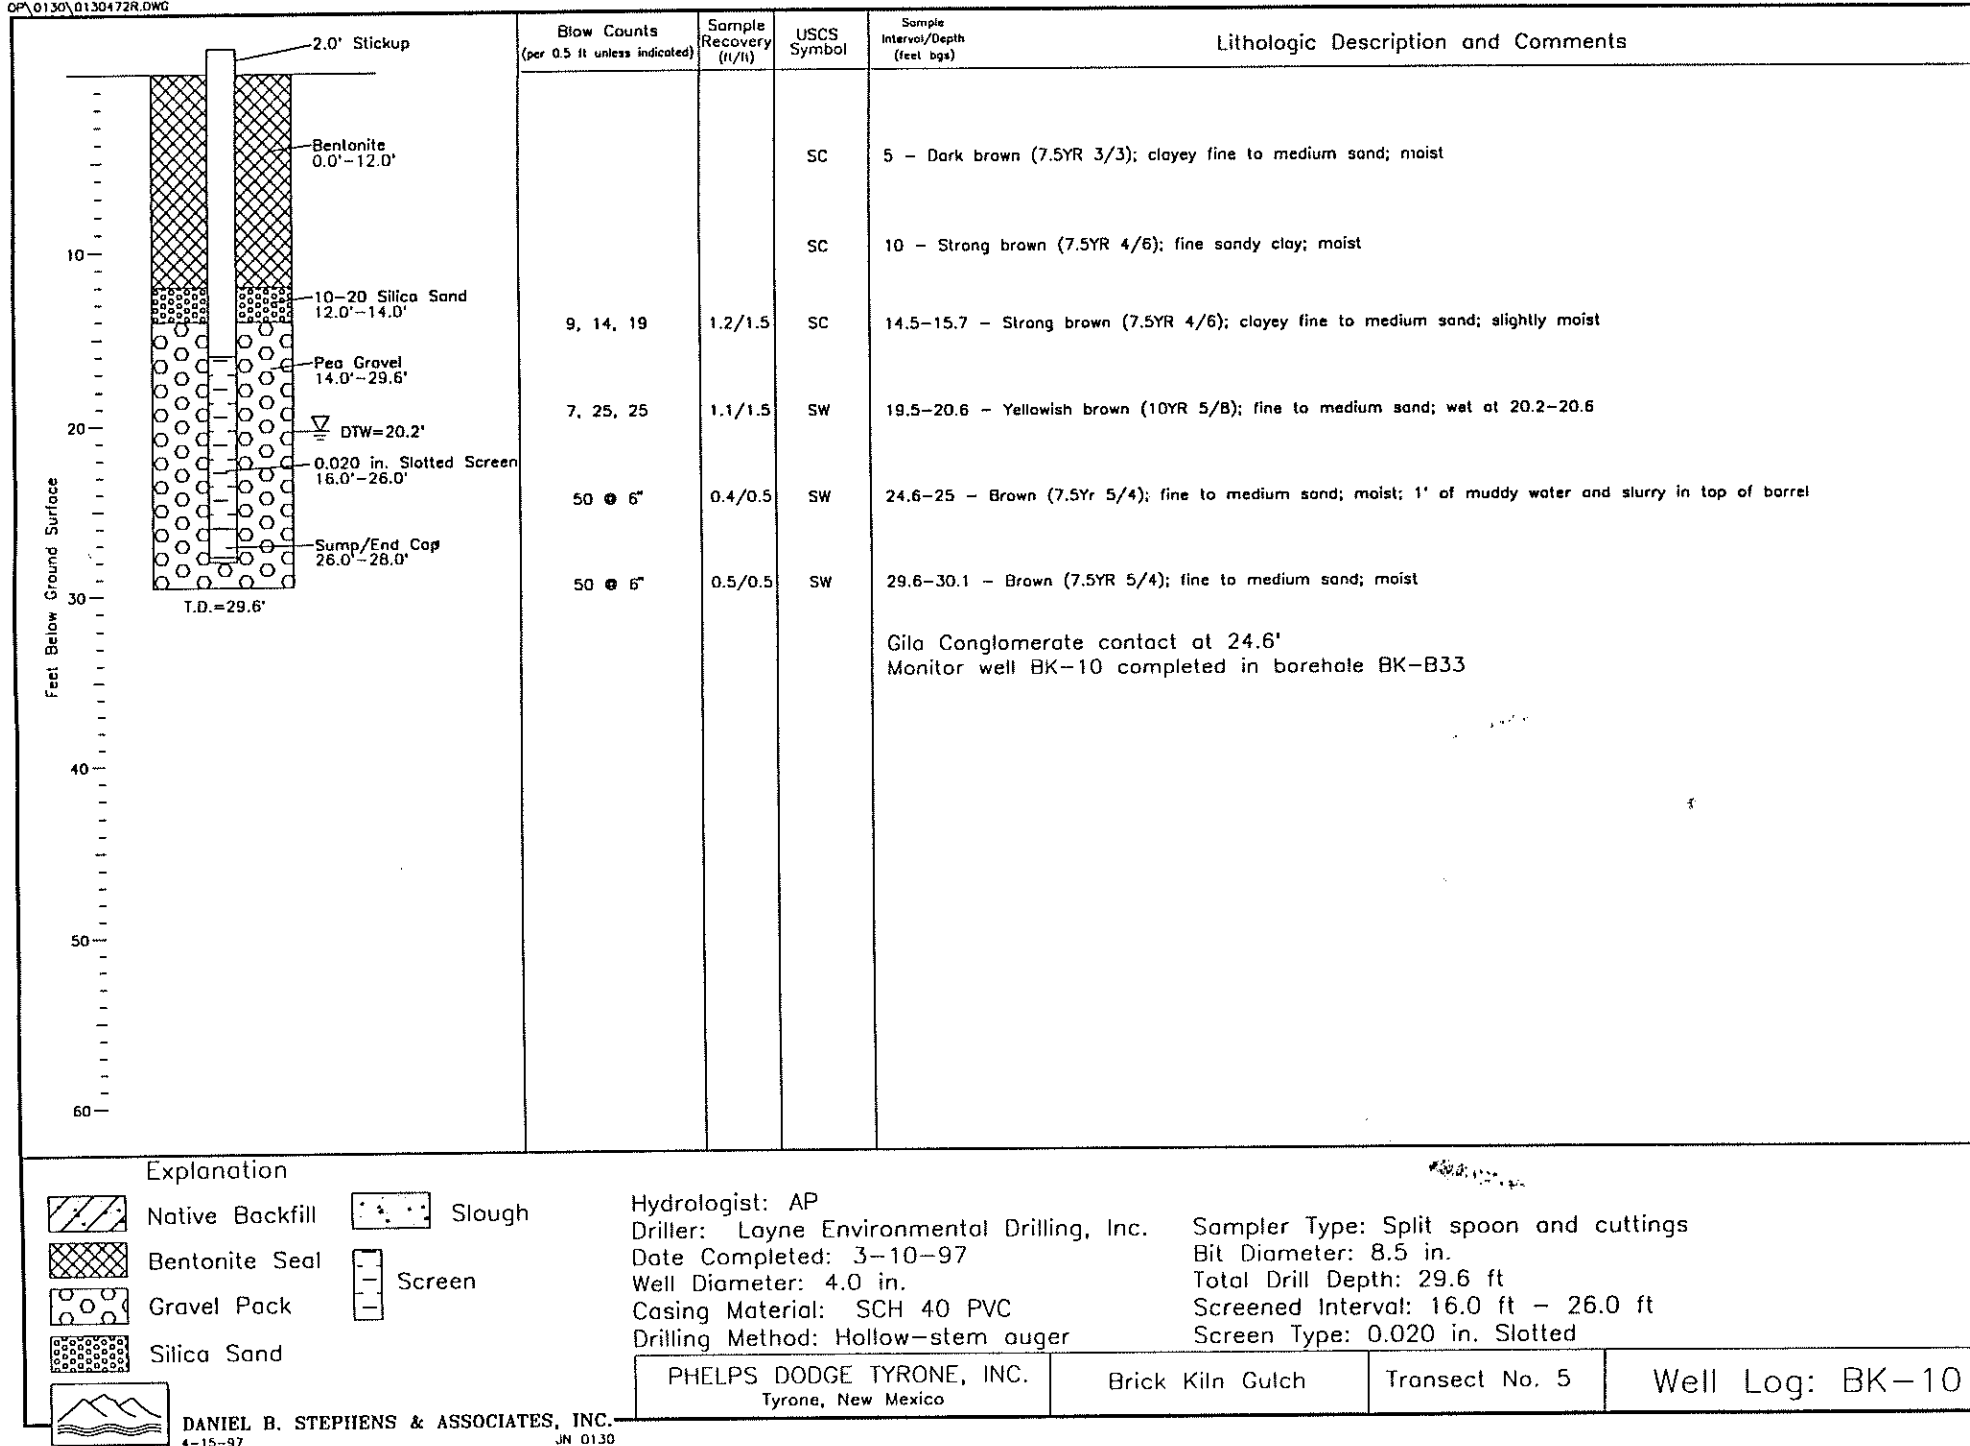 OP\0130\0130472R.DWG
2.0' Stickup
Blow Counts
(per 0.5 ft unless indicated)
Sample
Recovery
(ft/ft)
USCS
Symbol
Sample
Interval/Depth
(feet bgs)
Lithologic Description and Comments
Bentonite
0.0'-12.0'
SC 5 - Dark brown (7.5YR 3/3); clayey fine to medium sand; moist
10
SC 10 - Strong brown (7.5YR 4/6); fine sandy clay; moist
10-20 Silica Sand
12.0'-14.0'
9, 14, 19 1.2/1.5 SC 14.5-15.7 - Strong brown (7.5YR 4/6); clayey fine to medium sand; slightly moist
Pea Gravel
14.0'-29.6'
7, 25, 25 1.1/1.5 SW 19.5-20.6 - Yellowish brown (10YR 5/8); fine to medium sand; wet at 20.2-20.6
20
DTW=20.2'
0.020 in. Slotted Screen
16.0'-26.0'
50 @ 6" 0.4/0.5 SW 24.6-25 - Brown (7.5Yr 5/4); fine to medium sand; moist; 1' of muddy water and slurry in top of barrel
Sump/End Cap
26.0'-28.0'
50 @ 6" 0.5/0.5 SW 29.6-30.1 - Brown (7.5YR 5/4); fine to medium sand; moist
30
T.D.=29.6'
Gila Conglomerate contact at 24.6'
Monitor well BK-10 completed in borehole BK-B33
Feet Below Ground Surface
40
50
60
Explanation
Native Backfill
Slough
Bentonite Seal
Screen
Gravel Pack
Silica Sand
Hydrologist: AP
Driller: Layne Environmental Drilling, Inc.
Date Completed: 3-10-97
Well Diameter: 4.0 in.
Casing Material: SCH 40 PVC
Drilling Method: Hollow-stem auger
Sampler Type: Split spoon and cuttings
Bit Diameter: 8.5 in.
Total Drill Depth: 29.6 ft
Screened Interval: 16.0 ft - 26.0 ft
Screen Type: 0.020 in. Slotted
PHELPS DODGE TYRONE, INC.
Tyrone, New Mexico
Brick Kiln Gulch
Transect No. 5
Well Log: BK-10
DANIEL B. STEPHENS & ASSOCIATES, INC.
4-15-97 JN 0130